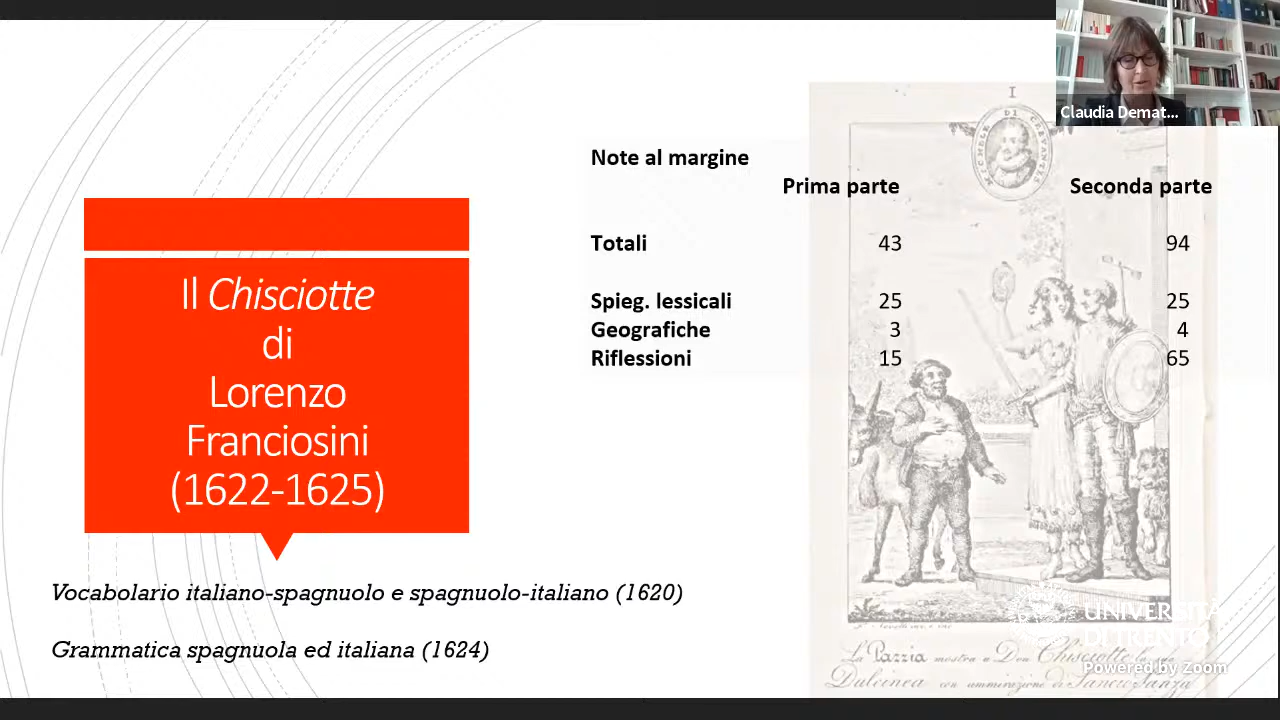 Claudia Demat...
I
MICHELE DI CERVANTES
Note al margine
Prima parte Seconda parte
Totali 43 94
Spieg. lessicali 25 25
Geografiche 3 4
Riflessioni 15 65
Il Chisciotte
di
Lorenzo
Franciosini
(1622-1625)
Vocabolario italiano-spagnuolo e spagnuolo-italiano (1620)
Grammatica spagnuola ed italiana (1624)
UNIVERSITÀ
DI TRENTO
Powered by Zoom
La Pazzia mostra a Don Chisciotte la
Dulcinea con ammirazione di Sancio Panza